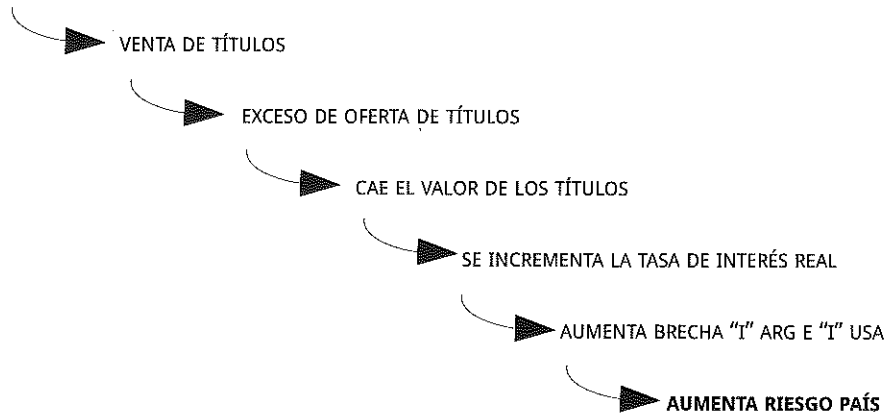 VENTA DE TÍTULOS
EXCESO DE OFERTA DE TÍTULOS
CAE EL VALOR DE LOS TÍTULOS
SE INCREMENTA LA TASA DE INTERÉS REAL
AUMENTA BRECHA “I” ARG E “I” USA
AUMENTA RIESGO PAÍS